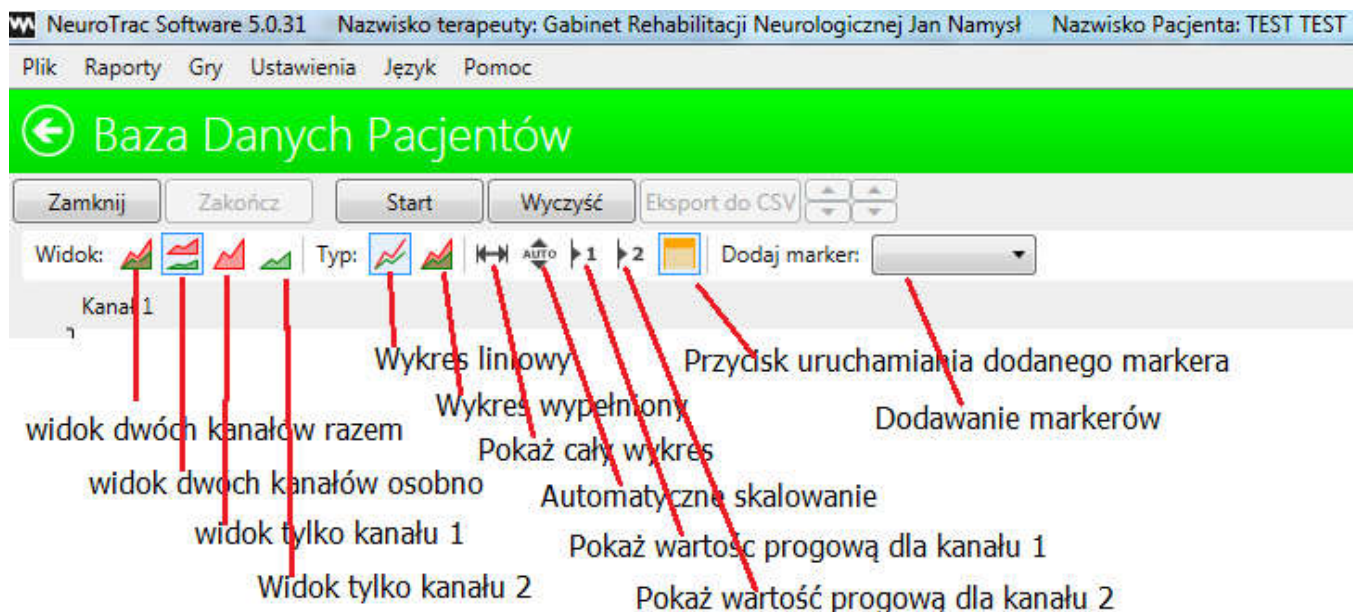 NeuroTrac Software 5.0.31 Nazwisko terapeuty: Gabinet Rehabilitacji Neurologicznej Jan Namysł Nazwisko Pacjenta: TEST TEST
Plik Raporty Gry Ustawienia Język Pomoc
Baza Danych Pacjentów
Zamknij Zakończ Start Wyczyść Eksport do CSV
Widok: Typ: AUTO 1 2 Dodaj marker:
Kanał 1
Wykres liniowy
Przycisk uruchamiania dodanego markera
Wykres wypełniony
Dodawanie markerów
widok dwóch kanałów razem
Pokaż cały wykres
widok dwóch kanałów osobno
Automatyczne skalowanie
widok tylko kanału 1
Pokaż wartośc progową dla kanału 1
Widok tylko kanału 2
Pokaż wartość progową dla kanału 2